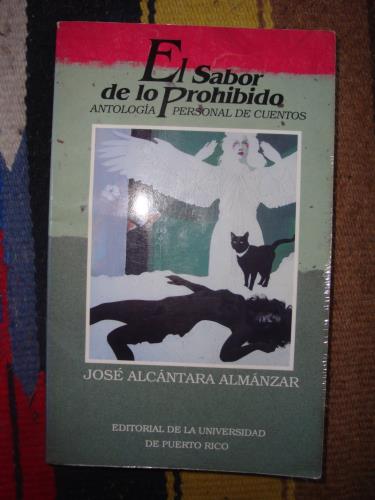 El Sabor
de lo Prohibido
ANTOLOGÍA PERSONAL DE CUENTOS
JOSÉ ALCÁNTARA ALMÁNZAR
EDITORIAL DE LA UNIVERSIDAD
DE PUERTO RICO